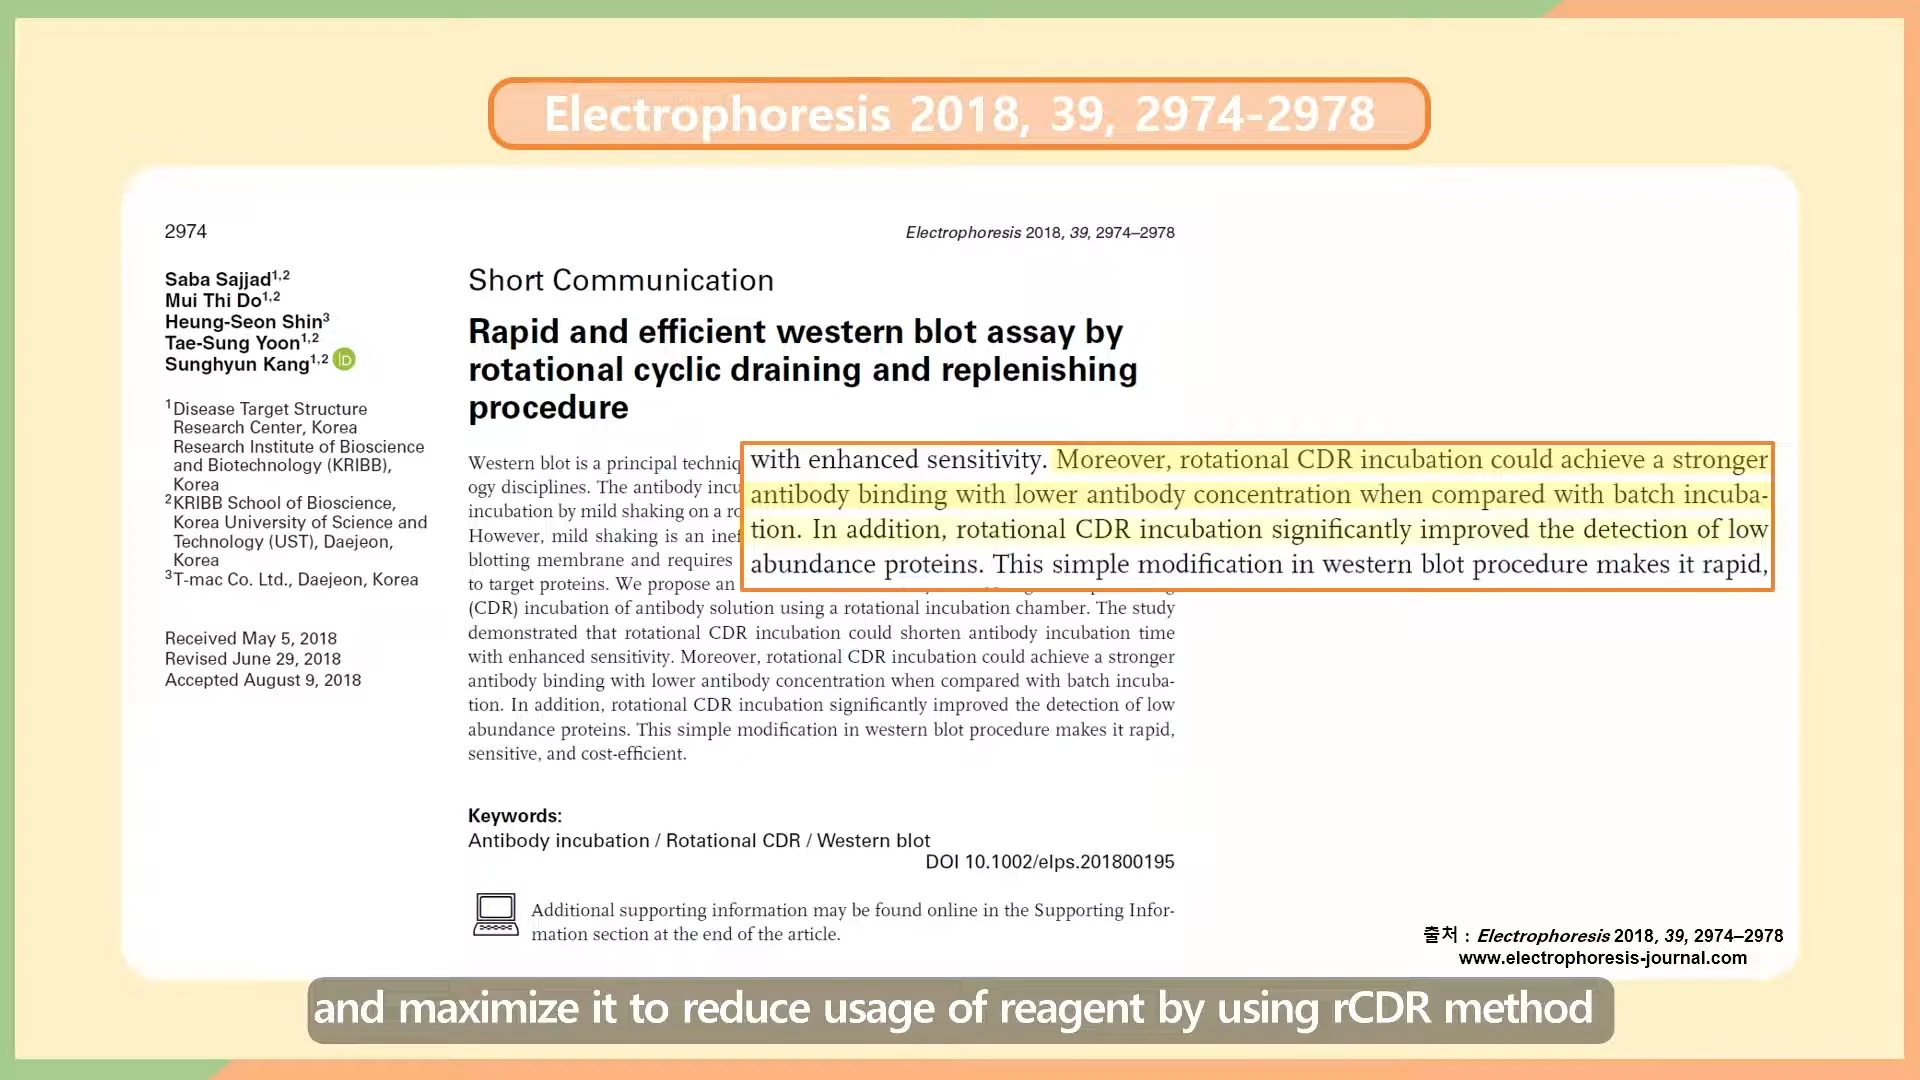 Electrophoresis 2018, 39, 2974-2978
2974
Electrophoresis 2018, 39, 2974–2978
Saba Sajjad1,2
Mui Thi Do1,2
Heung-Seon Shin3
Tae-Sung Yoon1,2
Sunghyun Kang1,2 iD
1Disease Target Structure
Research Center, Korea
Research Institute of Bioscience
and Biotechnology (KRIBB),
Korea
2KRIBB School of Bioscience,
Korea University of Science and
Technology (UST), Daejeon,
Korea
3T-mac Co. Ltd., Daejeon, Korea
Received May 5, 2018
Revised June 29, 2018
Accepted August 9, 2018
Short Communication
Rapid and efficient western blot assay by
rotational cyclic draining and replenishing
procedure
Western blot is a principal techniq
ogy disciplines. The antibody incu
incubation by mild shaking on a ro
However, mild shaking is an inef
blotting membrane and requires
to target proteins. We propose an
(CDR) incubation of antibody solution using a rotational incubation chamber. The study
demonstrated that rotational CDR incubation could shorten antibody incubation time
with enhanced sensitivity. Moreover, rotational CDR incubation could achieve a stronger
antibody binding with lower antibody concentration when compared with batch incuba-
tion. In addition, rotational CDR incubation significantly improved the detection of low
abundance proteins. This simple modification in western blot procedure makes it rapid,
sensitive, and cost-efficient.
with enhanced sensitivity. Moreover, rotational CDR incubation could achieve a stronger
antibody binding with lower antibody concentration when compared with batch incuba-
tion. In addition, rotational CDR incubation significantly improved the detection of low
abundance proteins. This simple modification in western blot procedure makes it rapid,
Keywords:
Antibody incubation / Rotational CDR / Western blot
DOI 10.1002/elps.201800195
Additional supporting information may be found online in the Supporting Infor-
mation section at the end of the article.
출처 : Electrophoresis 2018, 39, 2974–2978
www.electrophoresis-journal.com
and maximize it to reduce usage of reagent by using rCDR method